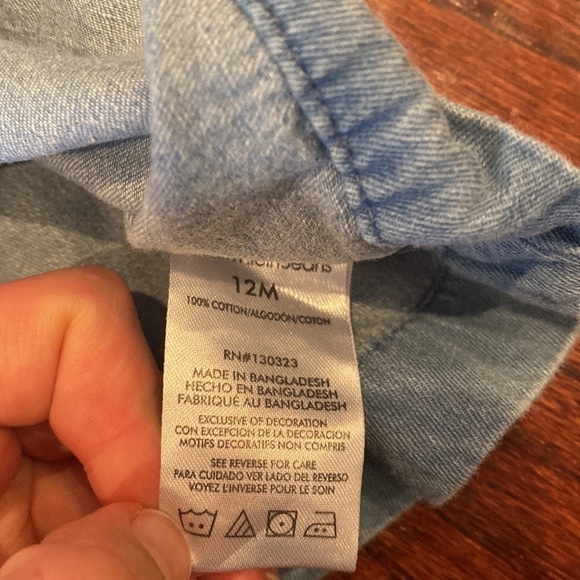 12M
100% COTTON/ALGODÓN/COTON
RN#130323
MADE IN BANGLADESH
HECHO EN BANGLADESH
FABRIQUÉ AU BANGLADESH
EXCLUSIVE OF DECORATION
CON EXCEPCIÓN DE LA DECORACION
MOTIFS DECORATIFS NON COMPRIS
SEE REVERSE FOR CARE
PARA CUIDADO VER LADO DEL REVERSO
VOYEZ L'INVERSE POUR LE SOIN